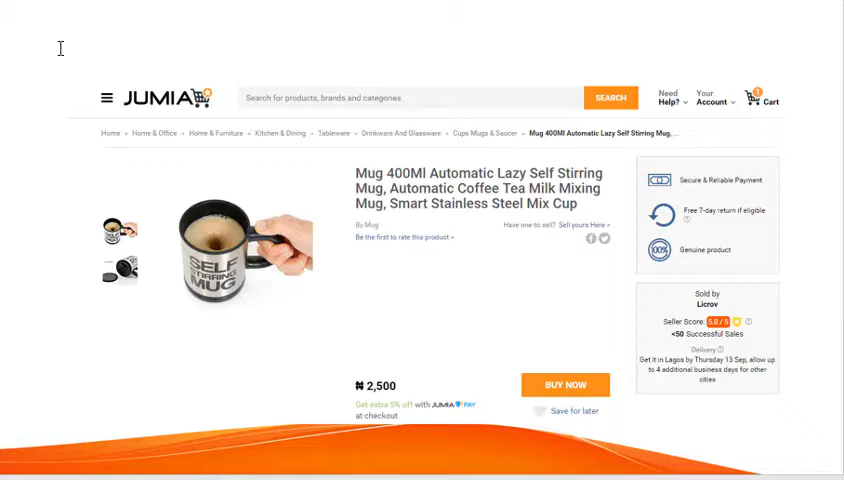 JUMIA
Search for products, brands and categories
SEARCH
Need
Help?
Your
Account
1
Cart
Home > Home & Office > Home & Furniture > Kitchen & Dining > Tableware > Drinkware And Glassware > Cups Mugs & Saucer > Mug 400Ml Automatic Lazy Self Stirring Mug,...
Mug 400Ml Automatic Lazy Self Stirring
Mug, Automatic Coffee Tea Milk Mixing
Mug, Smart Stainless Steel Mix Cup
By Mug
Have one to sell? Sell yours Here >
Be the first to rate this product >
SELF
STIRRING
MUG
₦ 2,500
BUY NOW
Get extra 5% off with JUMIA PAY
at checkout
Save for later
Secure & Reliable Payment
Free 7-day return if eligible
?
100%
Genuine product
Sold by
Licrov
Seller Score: 5.0 / 5 ?
<50 Successful Sales
Delivery ?
Get it in Lagos by Thursday 13 Sep, allow up
to 4 additional business days for other
cities